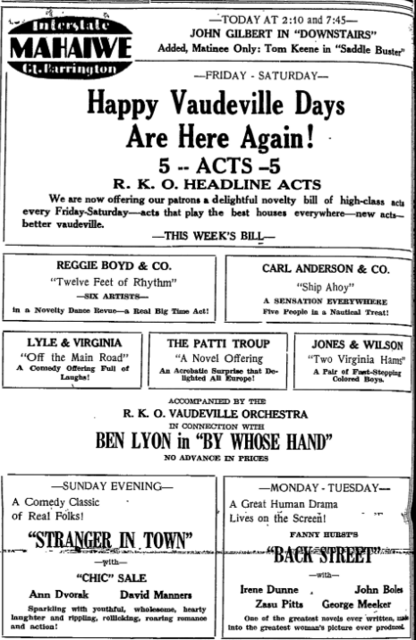 Interstate
MAHAIWE
Gt. Barrington
—TODAY AT 2:10 and 7:45—
JOHN GILBERT IN "DOWNSTAIRS"
Added, Matinee Only: Tom Keene in "Saddle Buster"
—FRIDAY - SATURDAY—
Happy Vaudeville Days
Are Here Again!
5 -- ACTS -5
R. K. O. HEADLINE ACTS
We are now offering our patrons a delightful novelty bill of high-class acts
every Friday-Saturday—acts that play the best houses everywhere—new acts—
better vaudeville.
—THIS WEEK'S BILL—
REGGIE BOYD & CO.
"Twelve Feet of Rhythm"
—SIX ARTISTS—
in a Novelty Dance Revue—a Real Big Time Act!
CARL ANDERSON & CO.
"Ship Ahoy"
A SENSATION EVERYWHERE
Five People in a Nautical Treat!
LYLE & VIRGINIA
"Off the Main Road"
A Comedy Offering Full of
Laughs!
THE PATTI TROUP
"A Novel Offering
An Acrobatic Surprise that De-
lighted All Europe!
JONES & WILSON
"Two Virginia Hams"
A Pair of Fast-Stepping
Colored Boys.
ACCOMPANIED BY THE
R. K. O. VAUDEVILLE ORCHESTRA
IN CONNECTION WITH
BEN LYON in "BY WHOSE HAND"
NO ADVANCE IN PRICES
—SUNDAY EVENING—
A Comedy Classic
of Real Folks!
"STRANGER IN TOWN"
—with—
"CHIC" SALE
Ann Dvorak David Manners
Sparkling with youthful, wholesome, hearty
laughter and rippling, rollicking, roaring romance
and action!
—MONDAY - TUESDAY—
A Great Human Drama
Lives on the Screen!
FANNY HURST'S
"BACK STREET"
—with—
Irene Dunne John Boles
Zasu Pitts George Meeker
One of the greatest novels ever written, made
into the greatest woman's picture ever produced.